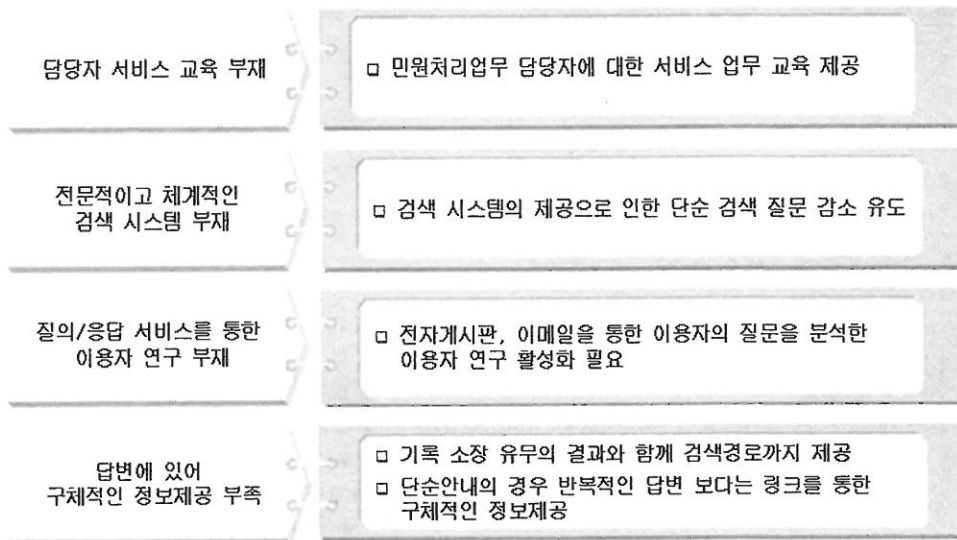 담당자 서비스 교육 부재
□ 민원처리업무 담당자에 대한 서비스 업무 교육 제공
전문적이고 체계적인
검색 시스템 부재
□ 검색 시스템의 제공으로 인한 단순 검색 질문 감소 유도
질의/응답 서비스를 통한
이용자 연구 부재
□ 전자게시판, 이메일을 통한 이용자의 질문을 분석한
이용자 연구 활성화 필요
답변에 있어
구체적인 정보제공 부족
□ 기록 소장 유무의 결과와 함께 검색경로까지 제공
□ 단순안내의 경우 반복적인 답변 보다는 링크를 통한
구체적인 정보제공